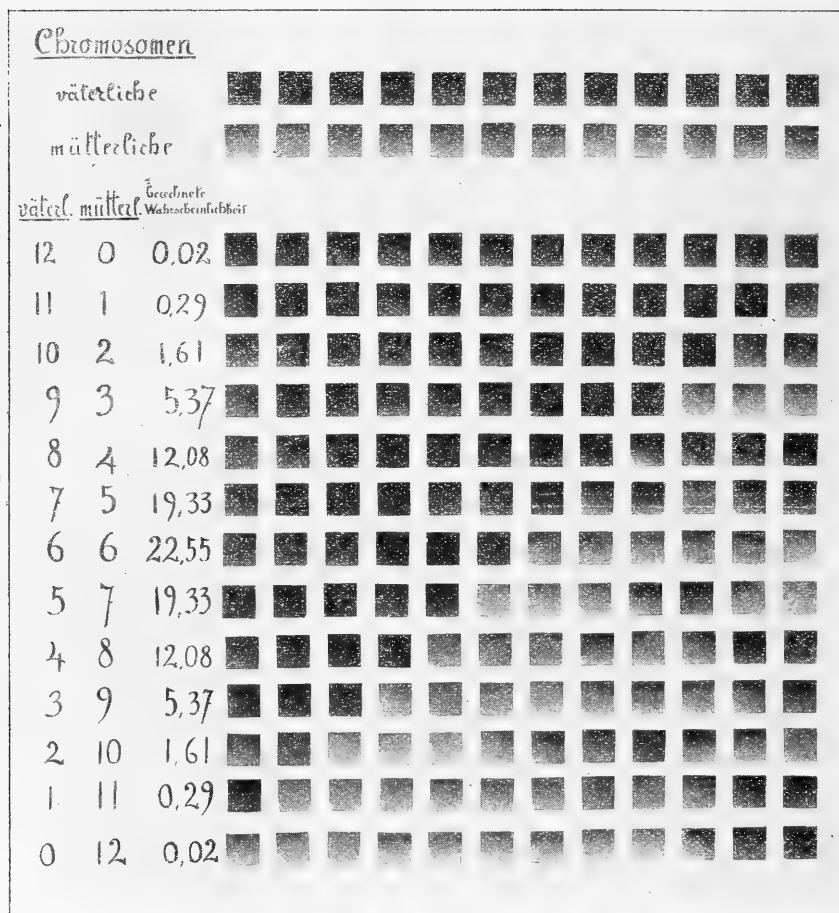 Chromosomen
väterliche
mütterliche
väterl. mütterl. Gerechnete Wahrscheinlichkeit
12 0 0,02
11 1 0,29
10 2 1,61
9 3 5,37
8 4 12,08
7 5 19,33
6 6 22,55
5 7 19,33
4 8 12,08
3 9 5,37
2 10 1,61
1 11 0,29
0 12 0,02